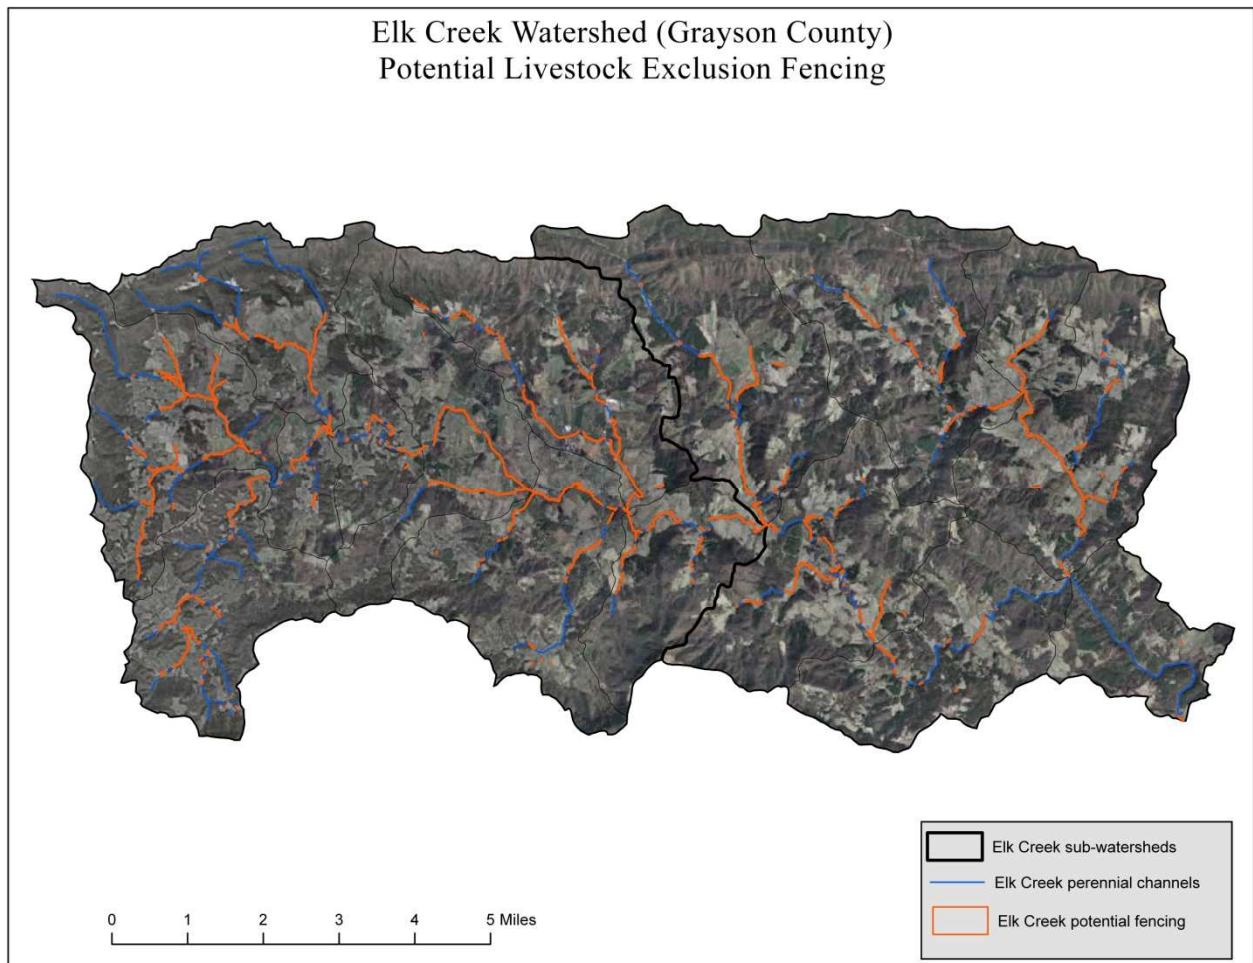 Elk Creek Watershed (Grayson County)
Potential Livestock Exclusion Fencing
Elk Creek sub-watersheds
Elk Creek perennial channels
Elk Creek potential fencing
0 1 2 3 4 5 Miles